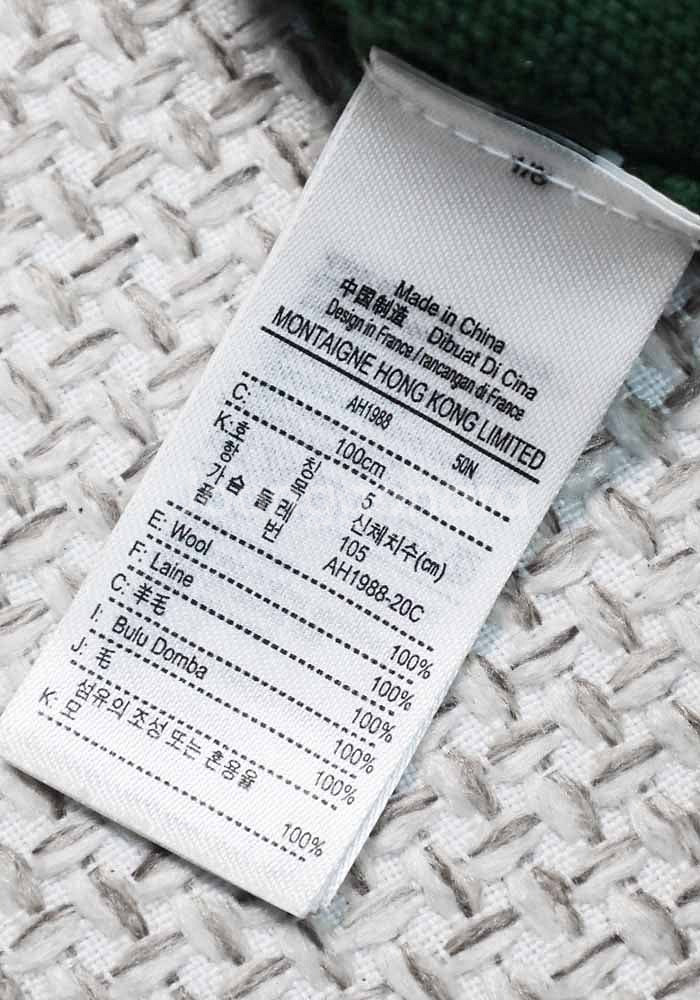 1/8
Made in China
中国制造 Dibuat Di Cina
Design in France / rancangan di France
MONTAIGNE HONG KONG LIMITED
C: AH1988 50N
100cm
K: 호칭 5
항목 신체치수(cm)
가슴둘레 105
품번 AH1988-20C
E: Wool 100%
F: Laine 100%
C: 羊毛 100%
I: Bulu Domba 100%
J: 毛 100%
섬유의 조성 또는 혼용율
K: 모 100%